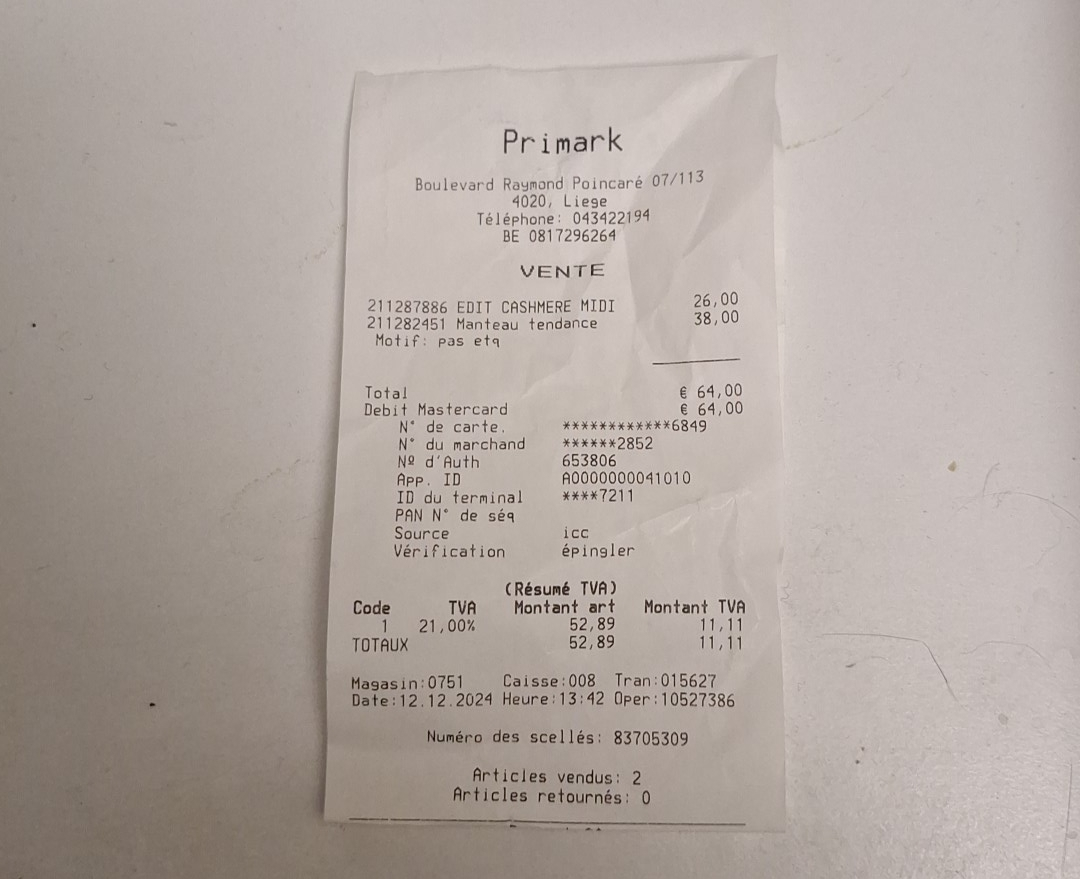 Primark
Boulevard Raymond Poincaré 07/113
4020, Liege
Téléphone: 043422194
BE 0817296264
VENTE
211287886 EDIT CASHMERE MIDI 26,00
211282451 Manteau tendance 38,00
Motif: pas etq
Total € 64,00
Debit Mastercard € 64,00
N° de carte. ************6849
N° du marchand ******2852
Nº d'Auth 653806
App. ID A0000000041010
ID du terminal ****7211
PAN N° de séq
Source icc
Vérification épingler
(Résumé TVA)
Code TVA Montant art Montant TVA
1 21,00% 52,89 11,11
TOTAUX 52,89 11,11
Magasin:0751 Caisse:008 Tran:015627
Date:12.12.2024 Heure:13:42 Oper:10527386
Numéro des scellés: 83705309
Articles vendus: 2
Articles retournés: 0